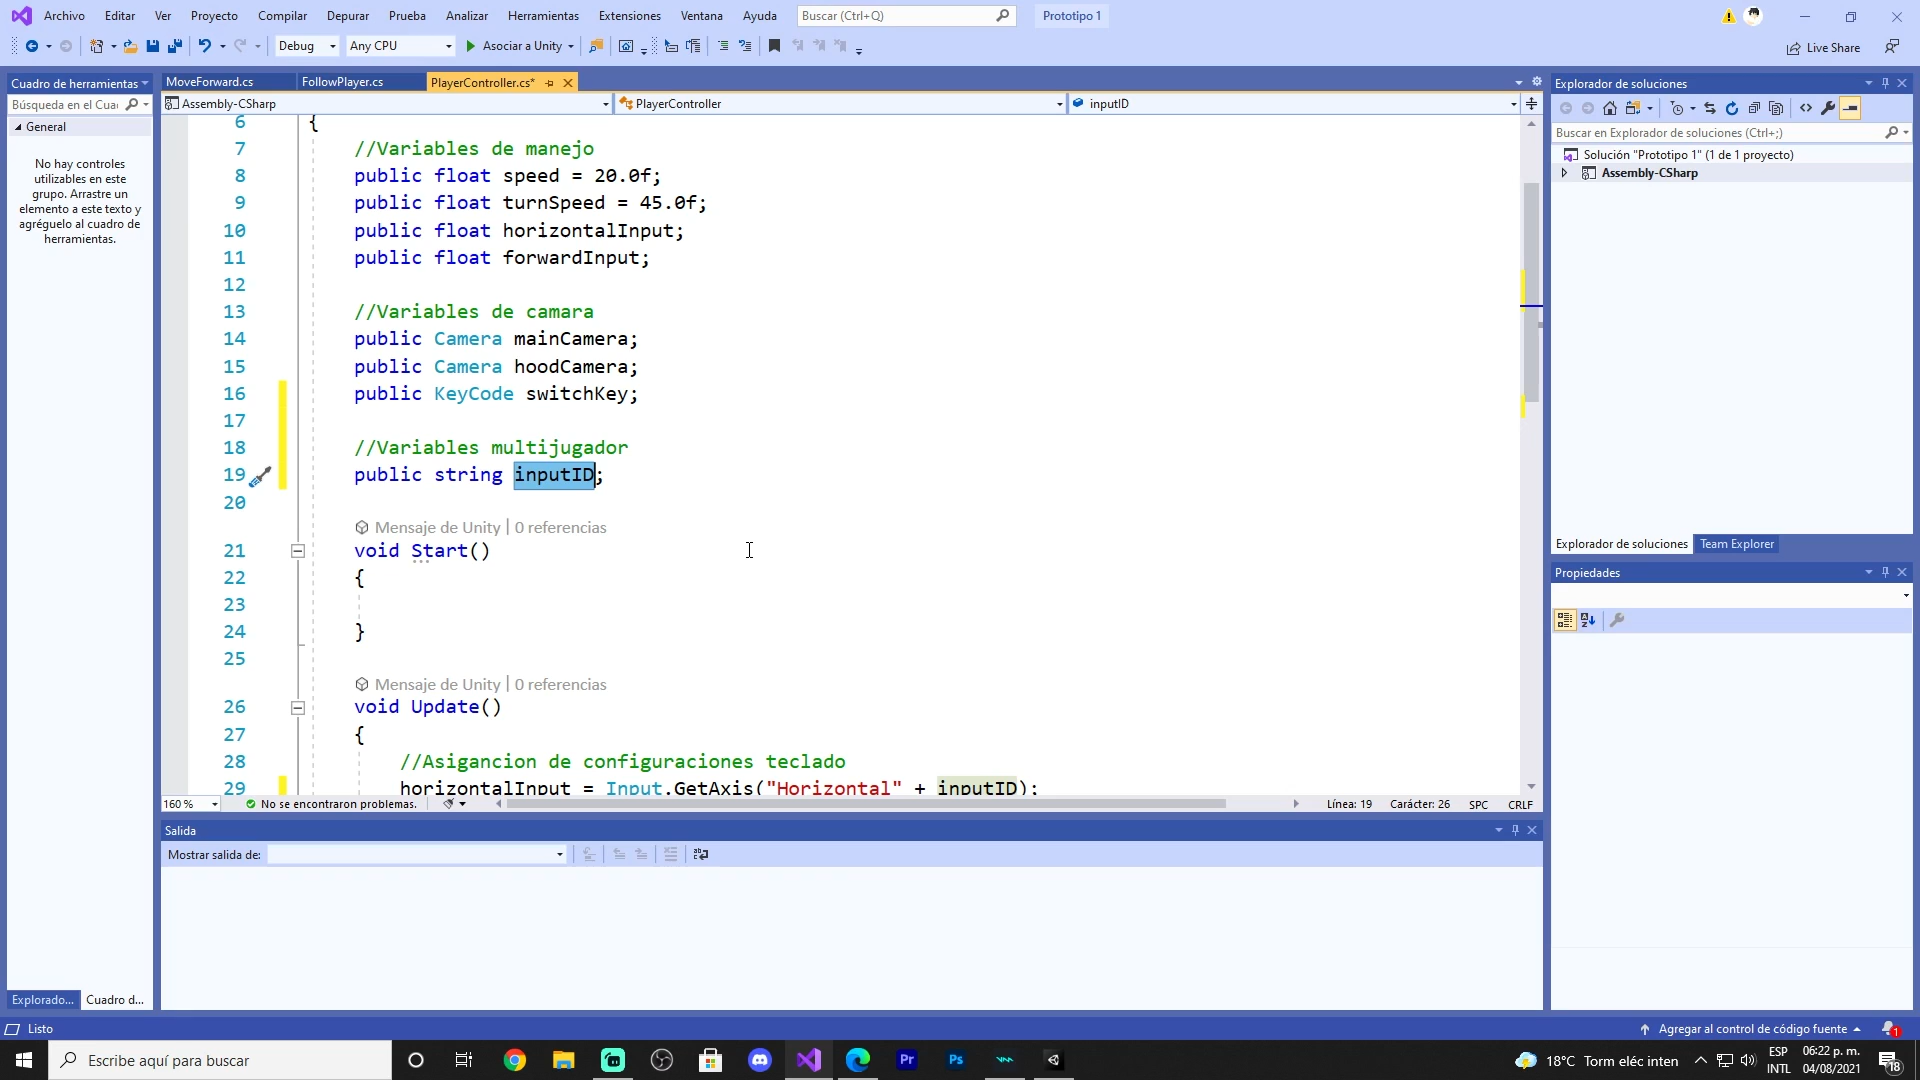 Archivo Editar Ver Proyecto Compilar Depurar Prueba Analizar Herramientas Extensiones Ventana Ayuda Buscar (Ctrl+Q) Prototipo 1
Debug Any CPU Asociar a Unity Live Share
Cuadro de herramientas
Búsqueda en el Cua
General
No hay controles
utilizables en este
grupo. Arrastre un
elemento a este texto y
agréguelo al cuadro de
herramientas.
Explorado... Cuadro d...
MoveForward.cs FollowPlayer.cs PlayerController.cs*
Assembly-CSharp PlayerController inputID
6 {
7 //Variables de manejo
8 public float speed = 20.0f;
9 public float turnSpeed = 45.0f;
10 public float horizontalInput;
11 public float forwardInput;
12
13 //Variables de camara
14 public Camera mainCamera;
15 public Camera hoodCamera;
16 public KeyCode switchKey;
17
18 //Variables multijugador
19 public string inputID;
20
Mensaje de Unity | 0 referencias
21 void Start()
22 {
23
24 }
25
Mensaje de Unity | 0 referencias
26 void Update()
27 {
28 //Asigancion de configuraciones teclado
29 horizontalInput = Input.GetAxis("Horizontal" + inputID);
160 % No se encontraron problemas. Línea: 19 Carácter: 26 SPC CRLF
Salida
Mostrar salida de:
Explorador de soluciones
Buscar en Explorador de soluciones (Ctrl+;)
Solución "Prototipo 1" (1 de 1 proyecto)
Assembly-CSharp
Explorador de soluciones Team Explorer
Propiedades
Listo Agregar al control de código fuente 1
Escribe aquí para buscar Pr Ps 18°C Torm eléc inten ESP 06:22 p. m.
INTL 04/08/2021 18